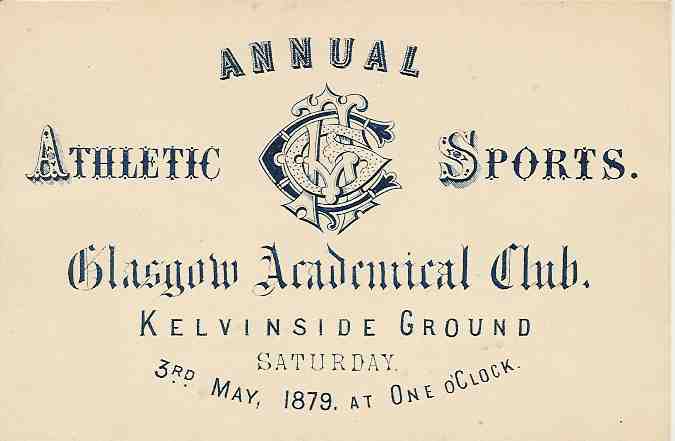 ANNUAL
ATHLETIC SPORTS.
Glasgow Academical Club.
KELVINSIDE GROUND
SATURDAY.
3RD MAY, 1879. AT ONE O'CLOCK.